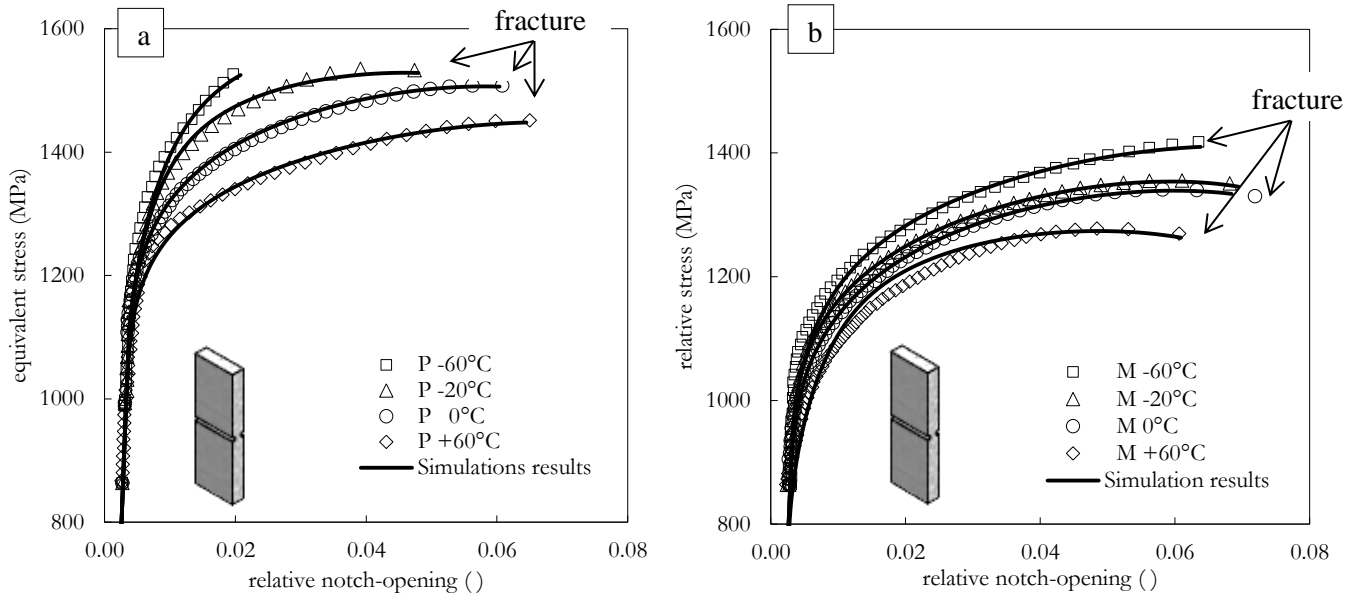 a
fracture
1600
1400
1200
1000
800
equivalent stress (MPa)
P -60°C
P -20°C
P 0°C
P +60°C
Simulations results
0.00 0.02 0.04 0.06 0.08
relative notch-opening ()
b
fracture
1600
1400
1200
1000
800
relative stress (MPa)
M -60°C
M -20°C
M 0°C
M +60°C
Simulation results
0.00 0.02 0.04 0.06 0.08
relative notch-opening ()